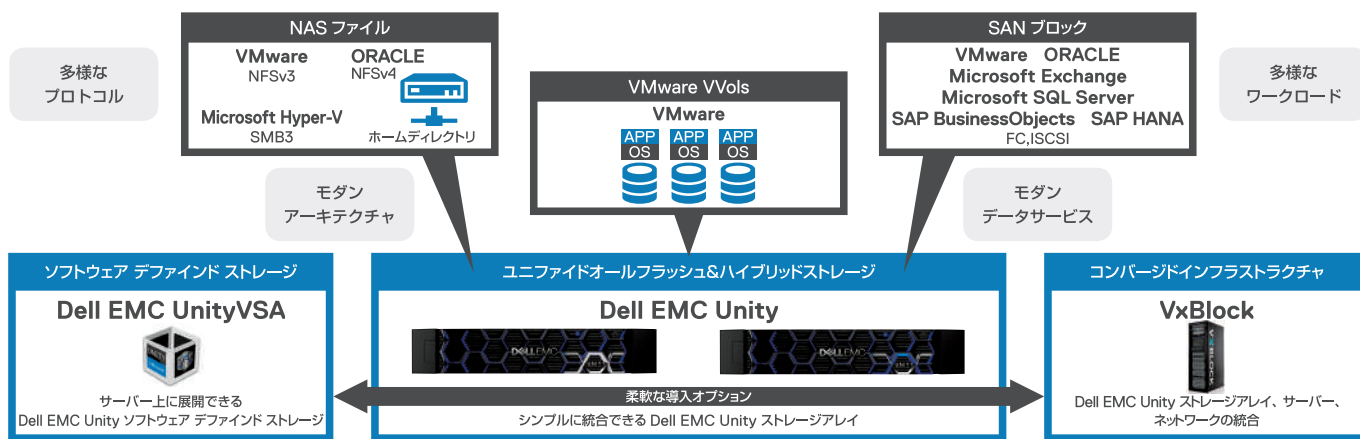 多様な
プロトコル
NAS ファイル
VMware
NFSv3
ORACLE
NFSv4
Microsoft Hyper-V
SMB3
ホームディレクトリ
VMware VVols
VMware
APP APP APP
OS OS OS
SAN ブロック
VMware ORACLE
Microsoft Exchange
Microsoft SQL Server
SAP BusinessObjects SAP HANA
FC,ISCSI
多様な
ワークロード
モダン
アーキテクチャ
モダン
データサービス
ソフトウェア デファインド ストレージ
Dell EMC UnityVSA
UNITY
サーバー上に展開できる
Dell EMC Unity ソフトウェア デファインド ストレージ
ユニファイドオールフラッシュ&ハイブリッドストレージ
Dell EMC Unity
DELLEMC
UNITY
DELLEMC
UNITY
柔軟な導入オプション
シンプルに統合できる Dell EMC Unity ストレージアレイ
コンバージドインフラストラクチャ
VxBlock
VXBLOCK
Dell EMC Unity ストレージアレイ、サーバー、
ネットワークの統合